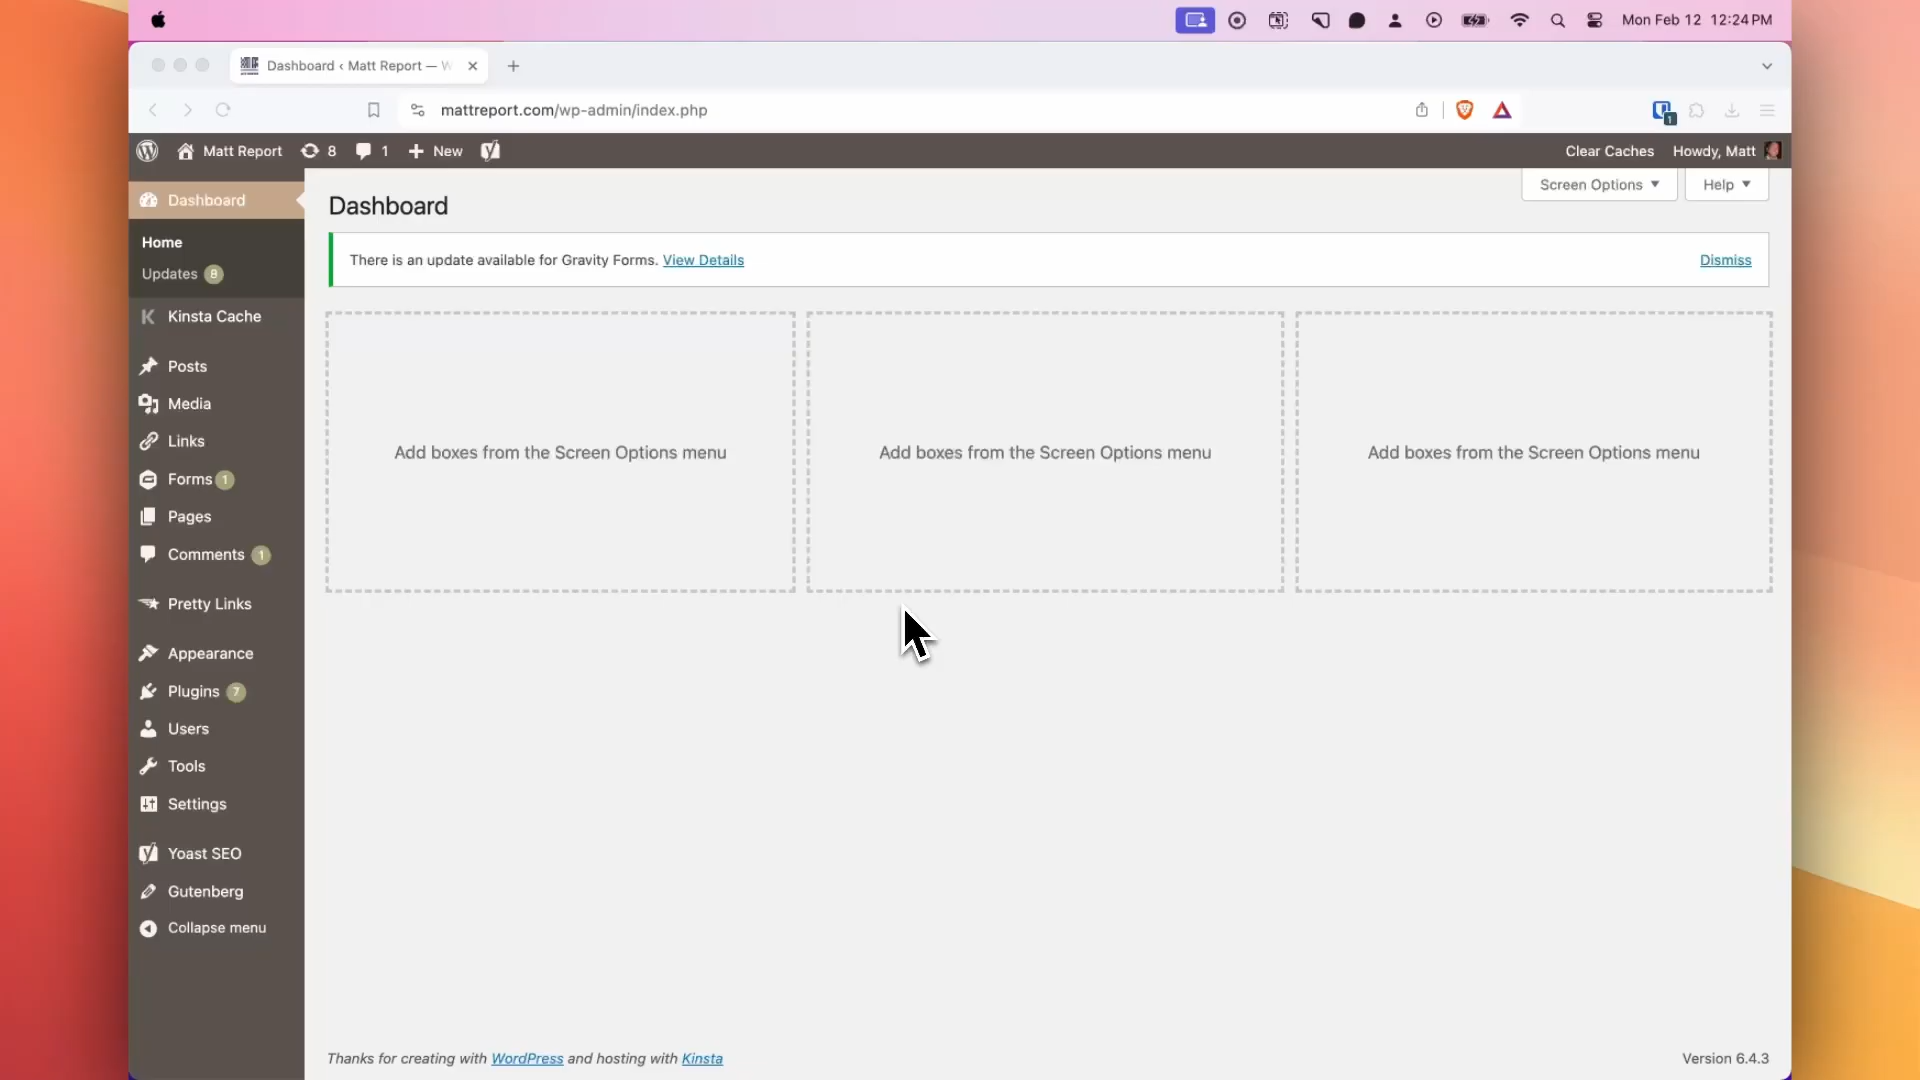 Mon Feb 12 12:24 PM
Dashboard ‹ Matt Report — W
mattreport.com/wp-admin/index.php
1
Matt Report 8 1 New Clear Caches Howdy, Matt
Dashboard
Home
Updates 8
Kinsta Cache
Posts
Media
Links
Forms 1
Pages
Comments 1
Pretty Links
Appearance
Plugins 7
Users
Tools
Settings
Yoast SEO
Gutenberg
Collapse menu
Screen Options ▼ Help ▼
Dashboard
There is an update available for Gravity Forms. View Details Dismiss
Add boxes from the Screen Options menu
Add boxes from the Screen Options menu
Add boxes from the Screen Options menu
Thanks for creating with WordPress and hosting with Kinsta
Version 6.4.3